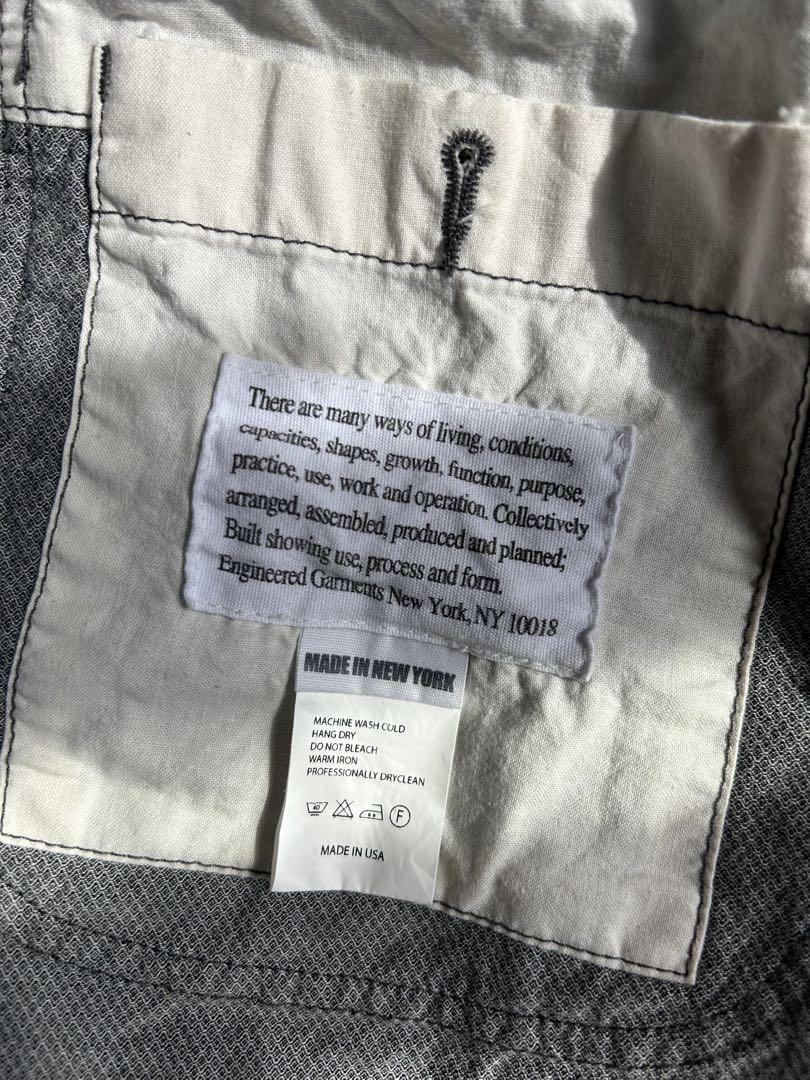 There are many ways of living, conditions,
capacities, shapes, growth, function, purpose,
practice, use, work and operation. Collectively
arranged, assembled, produced and planned;
Built showing use, process and form.
Engineered Garments New York, NY 10018
MADE IN NEW YORK
MACHINE WASH COLD
HANG DRY
DO NOT BLEACH
WARM IRON
PROFESSIONALLY DRYCLEAN
40 F
MADE IN USA